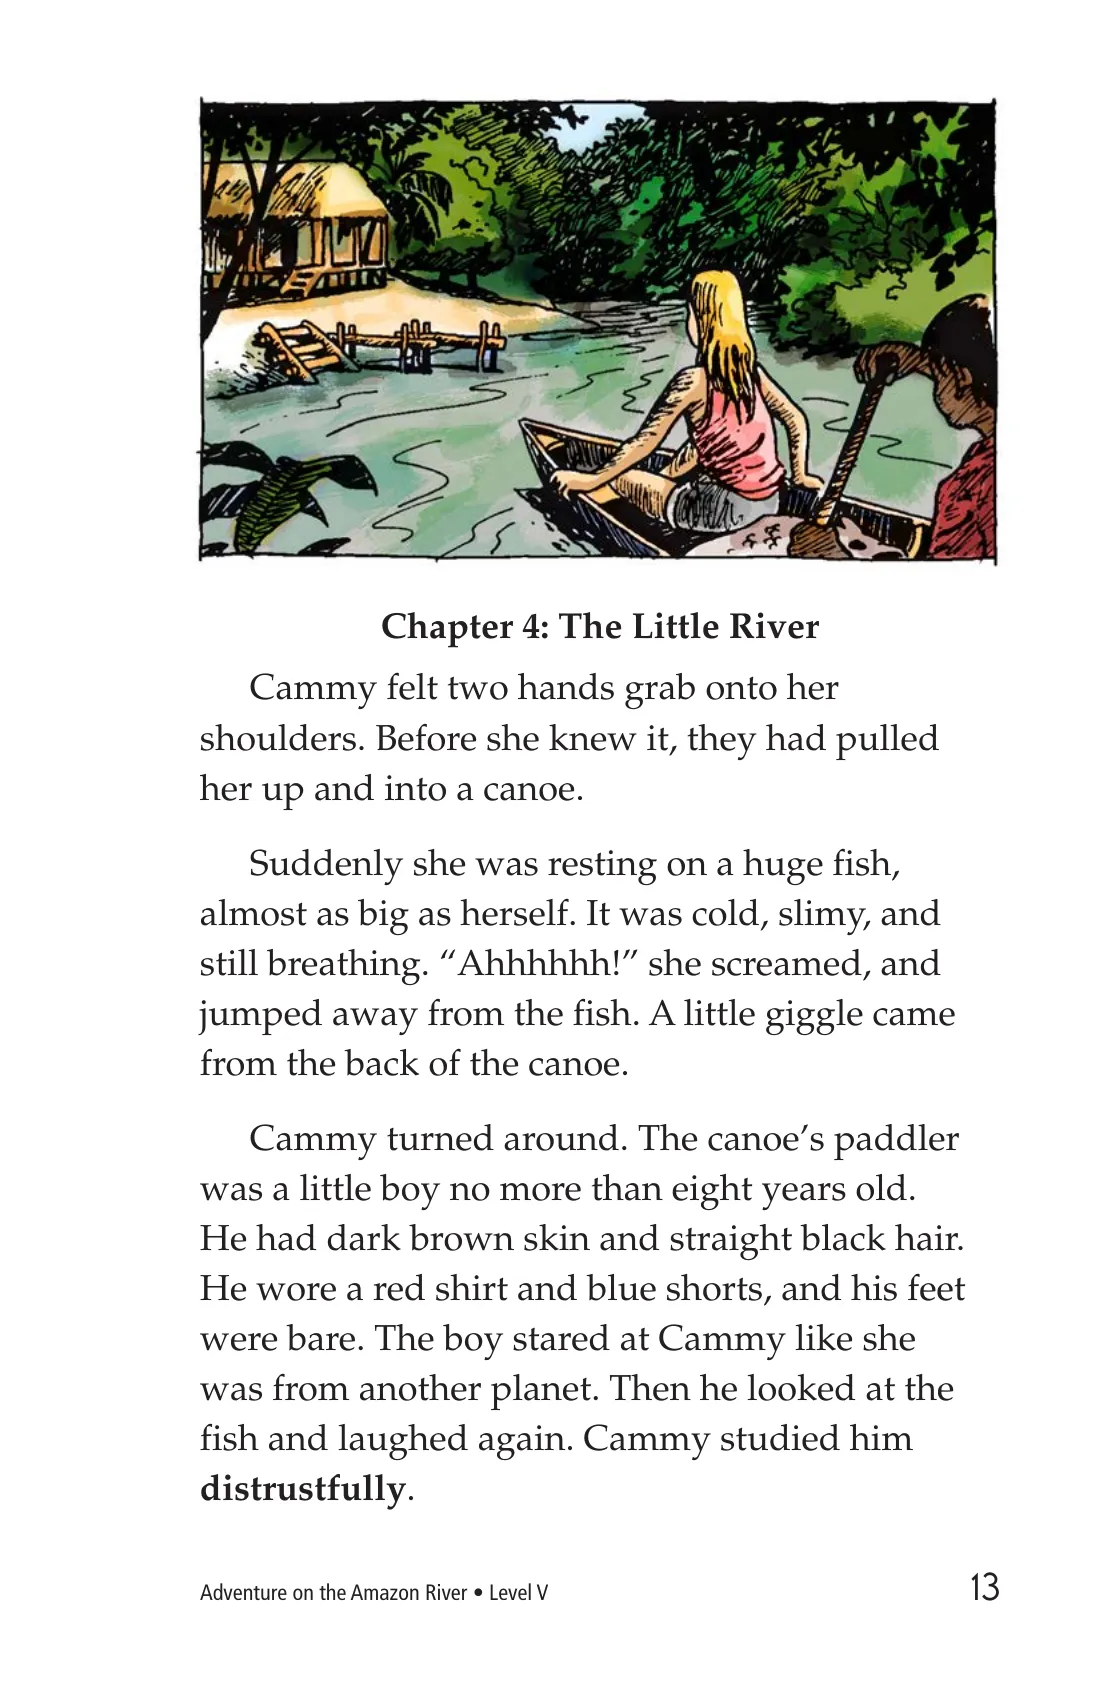 Chapter 4: The Little River
Cammy felt two hands grab onto her
shoulders. Before she knew it, they had pulled
her up and into a canoe.
Suddenly she was resting on a huge fish,
almost as big as herself. It was cold, slimy, and
still breathing. “Ahhhhhh!” she screamed, and
jumped away from the fish. A little giggle came
from the back of the canoe.
Cammy turned around. The canoe’s paddler
was a little boy no more than eight years old.
He had dark brown skin and straight black hair.
He wore a red shirt and blue shorts, and his feet
were bare. The boy stared at Cammy like she
was from another planet. Then he looked at the
fish and laughed again. Cammy studied him
distrustfully.
Adventure on the Amazon River • Level V 13